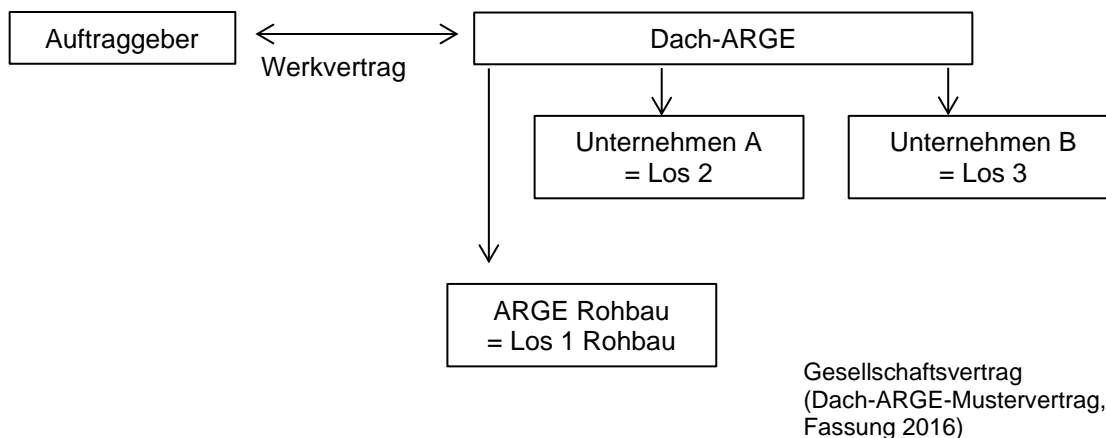 Auftraggeber
Dach-ARGE
Werkvertrag
Unternehmen A
= Los 2
Unternehmen B
= Los 3
ARGE Rohbau
= Los 1 Rohbau
Gesellschaftsvertrag
(Dach-ARGE-Mustervertrag,
Fassung 2016)